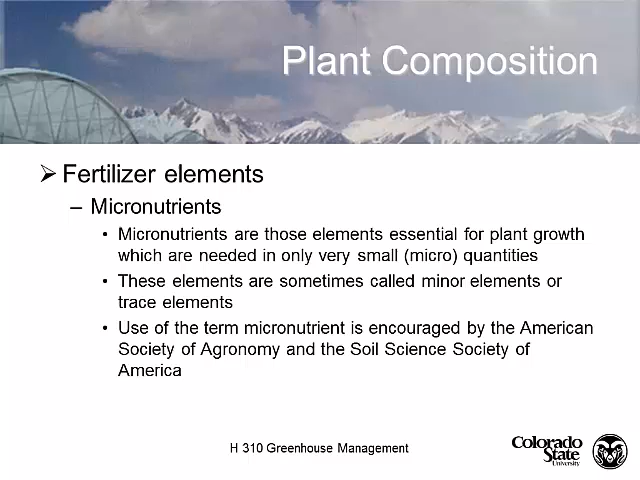 Plant Composition
➢ Fertilizer elements
– Micronutrients
• Micronutrients are those elements essential for plant growth
which are needed in only very small (micro) quantities
• These elements are sometimes called minor elements or
trace elements
• Use of the term micronutrient is encouraged by the American
Society of Agronomy and the Soil Science Society of
America
H 310 Greenhouse Management
Colorado
State
University